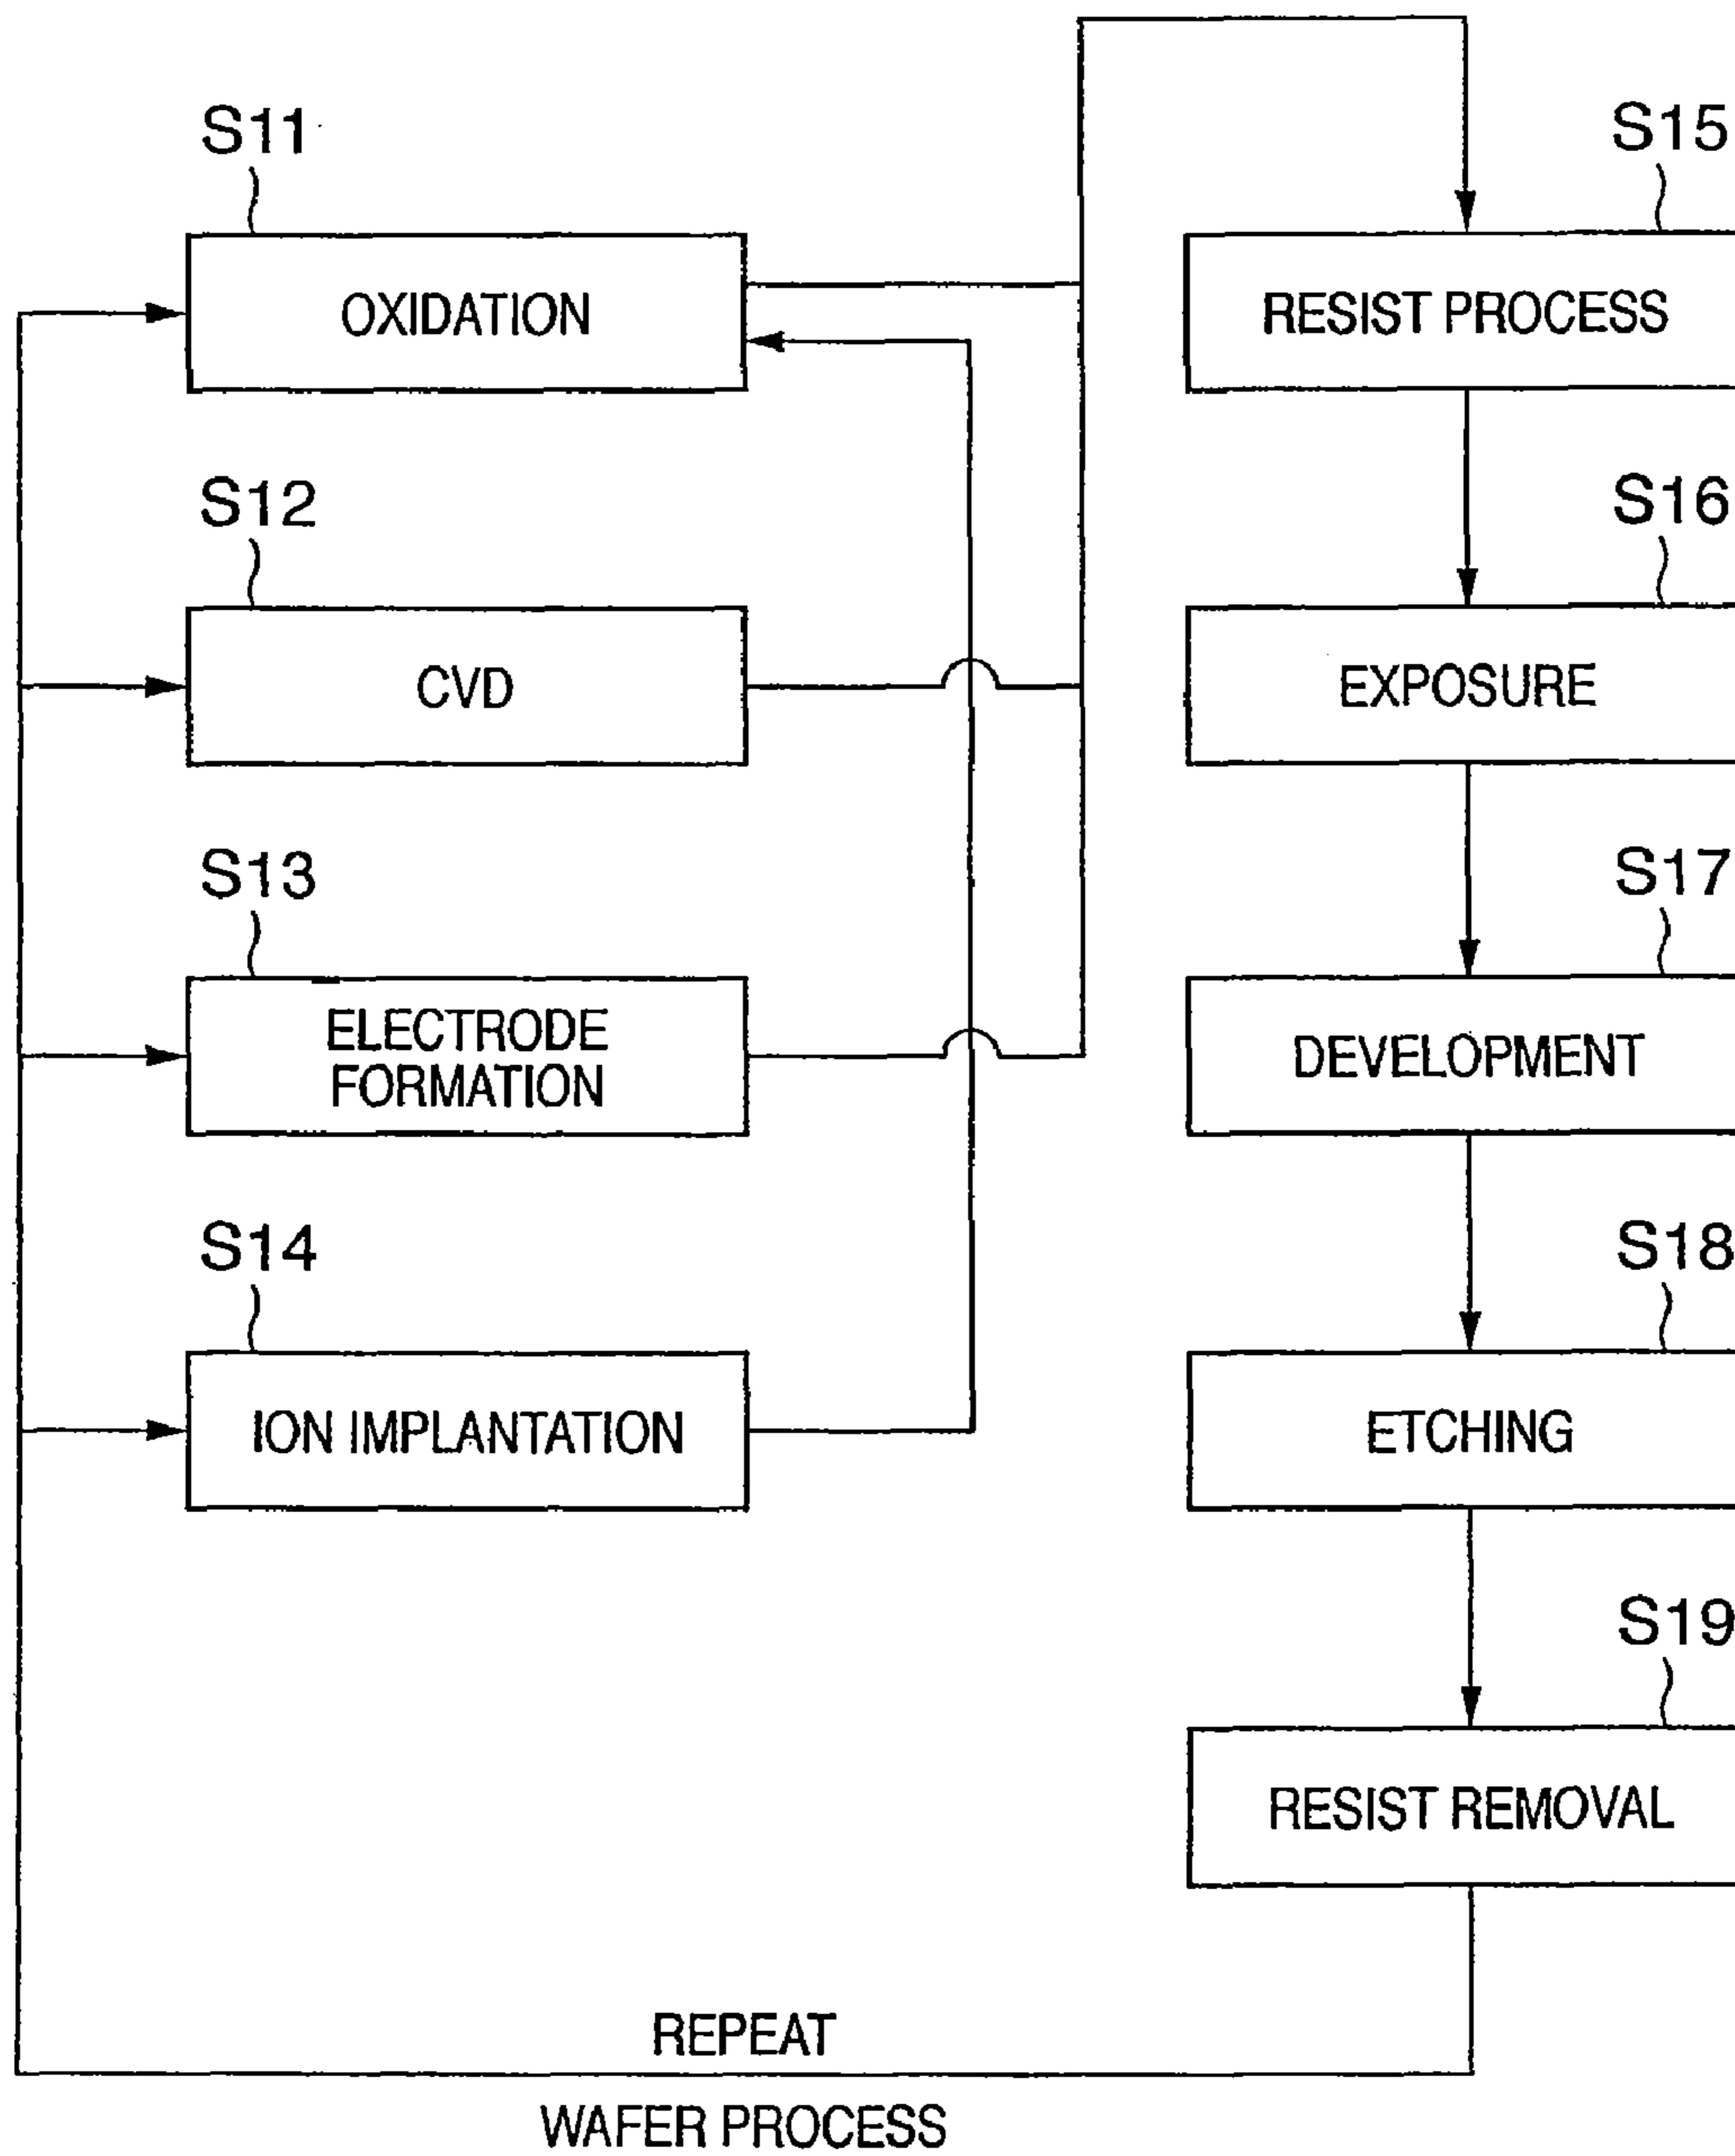 S11
OXIDATION
S12
CVD
S13
ELECTRODE
FORMATION
S14
ION IMPLANTATION
S15
RESIST PROCESS
S16
EXPOSURE
S17
DEVELOPMENT
S18
ETCHING
S19
RESIST REMOVAL
REPEAT
WAFER PROCESS